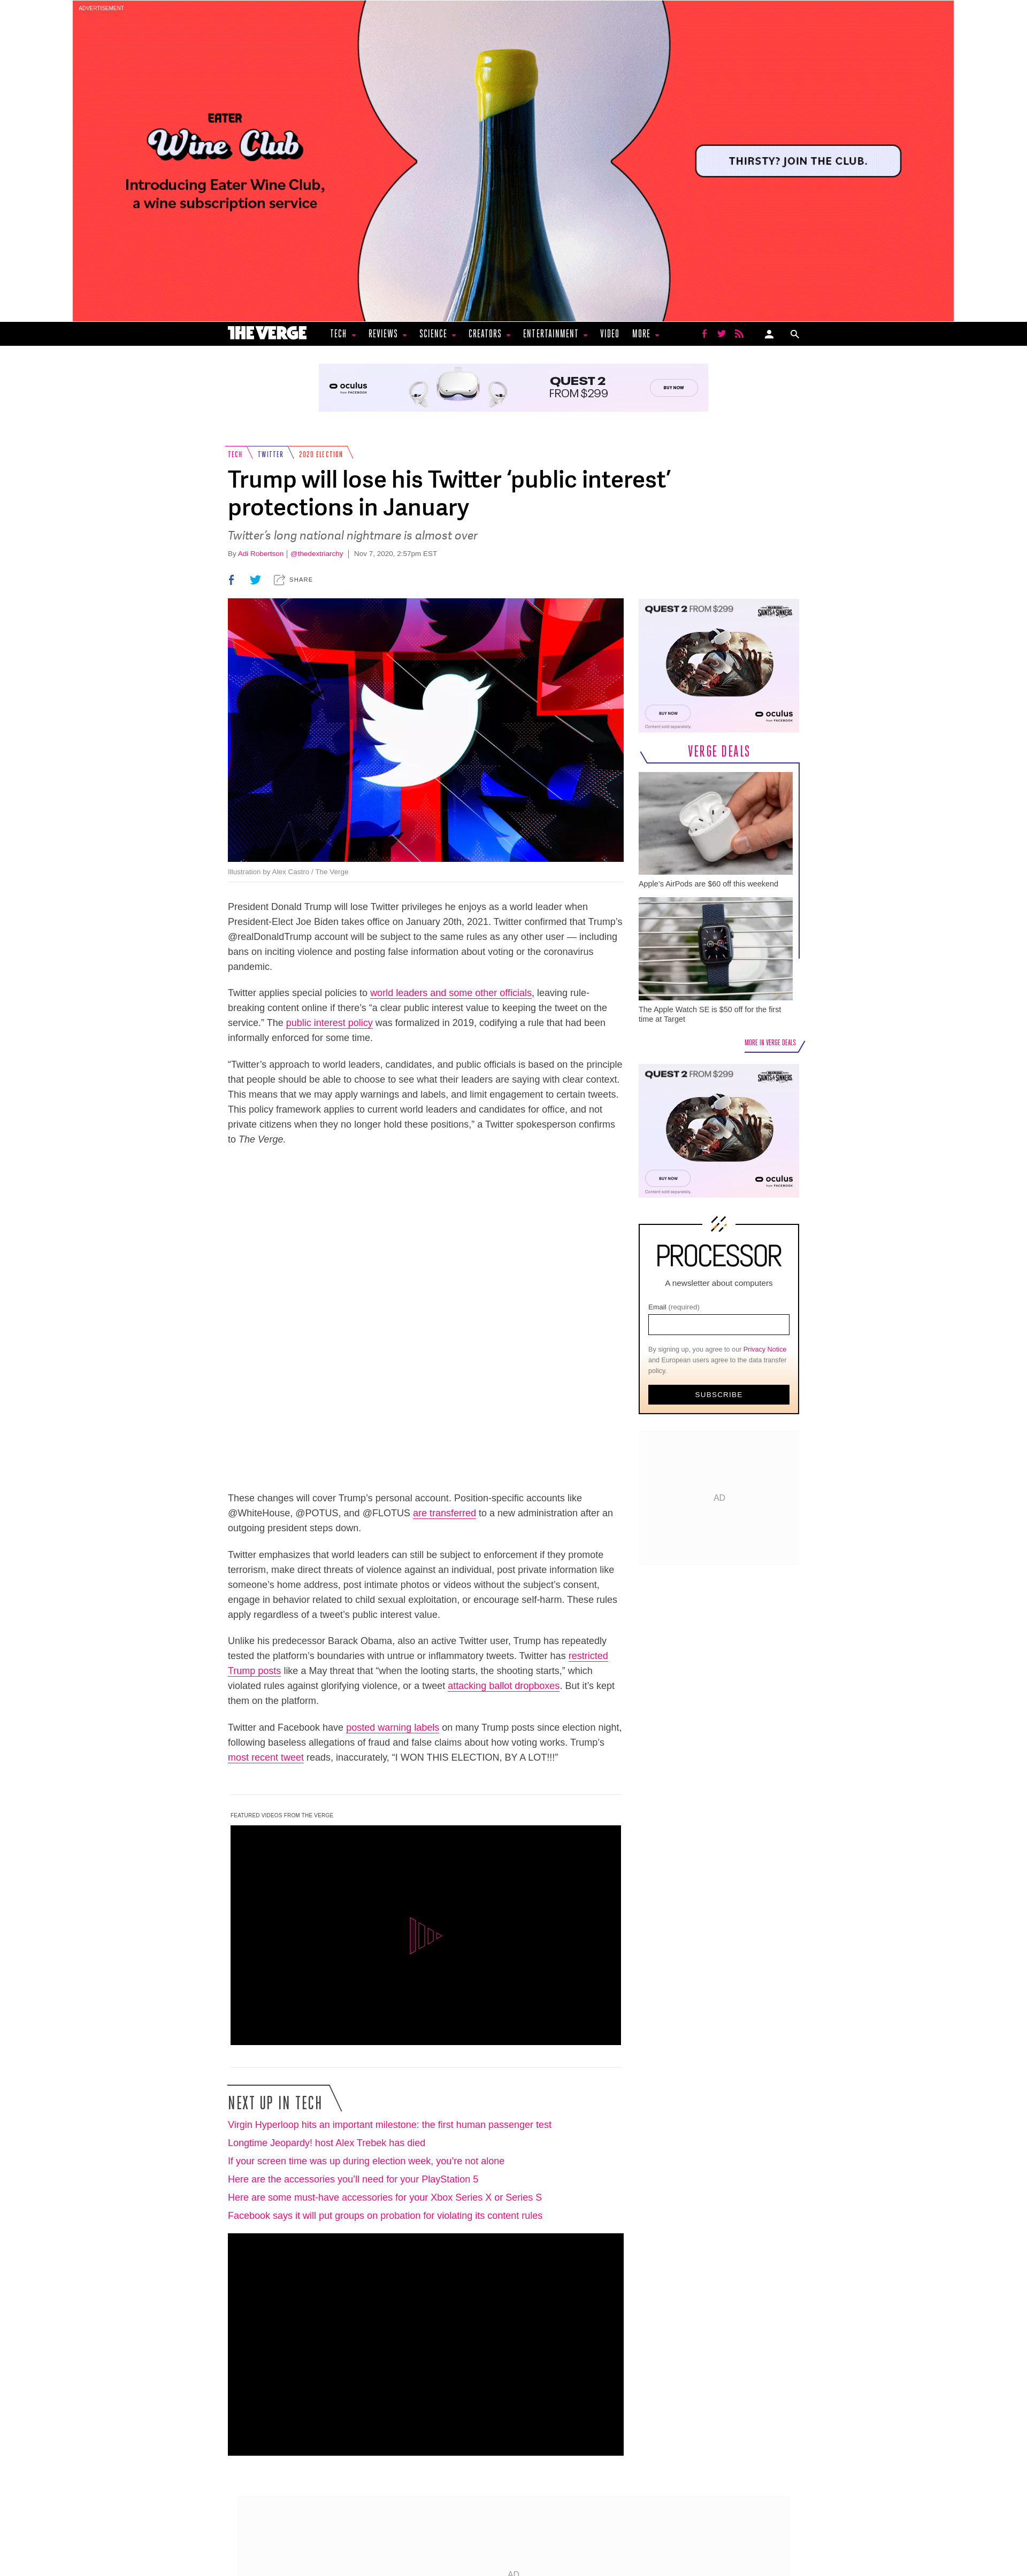 ADVERTISEMENT
EATER
Wine Club
Introducing Eater Wine Club,
a wine subscription service
THIRSTY? JOIN THE CLUB.
THE VERGE TECH REVIEWS SCIENCE CREATORS ENTERTAINMENT VIDEO MORE
oculus
from FACEBOOK
QUEST 2
FROM $299
BUY NOW
TECH TWITTER 2020 ELECTION
Trump will lose his Twitter ‘public interest’
protections in January
Twitter’s long national nightmare is almost over
By Adi Robertson | @thedextriarchy | Nov 7, 2020, 2:57pm EST
SHARE
Illustration by Alex Castro / The Verge
President Donald Trump will lose Twitter privileges he enjoys as a world leader when
President-Elect Joe Biden takes office on January 20th, 2021. Twitter confirmed that Trump’s
@realDonaldTrump account will be subject to the same rules as any other user — including
bans on inciting violence and posting false information about voting or the coronavirus
pandemic.
Twitter applies special policies to world leaders and some other officials, leaving rule-
breaking content online if there’s “a clear public interest value to keeping the tweet on the
service.” The public interest policy was formalized in 2019, codifying a rule that had been
informally enforced for some time.
“Twitter’s approach to world leaders, candidates, and public officials is based on the principle
that people should be able to choose to see what their leaders are saying with clear context.
This means that we may apply warnings and labels, and limit engagement to certain tweets.
This policy framework applies to current world leaders and candidates for office, and not
private citizens when they no longer hold these positions,” a Twitter spokesperson confirms
to The Verge.
These changes will cover Trump’s personal account. Position-specific accounts like
@WhiteHouse, @POTUS, and @FLOTUS are transferred to a new administration after an
outgoing president steps down.
Twitter emphasizes that world leaders can still be subject to enforcement if they promote
terrorism, make direct threats of violence against an individual, post private information like
someone’s home address, post intimate photos or videos without the subject’s consent,
engage in behavior related to child sexual exploitation, or encourage self-harm. These rules
apply regardless of a tweet’s public interest value.
Unlike his predecessor Barack Obama, also an active Twitter user, Trump has repeatedly
tested the platform’s boundaries with untrue or inflammatory tweets. Twitter has restricted
Trump posts like a May threat that “when the looting starts, the shooting starts,” which
violated rules against glorifying violence, or a tweet attacking ballot dropboxes. But it’s kept
them on the platform.
Twitter and Facebook have posted warning labels on many Trump posts since election night,
following baseless allegations of fraud and false claims about how voting works. Trump’s
most recent tweet reads, inaccurately, “I WON THIS ELECTION, BY A LOT!!!”
FEATURED VIDEOS FROM THE VERGE
NEXT UP IN TECH
Virgin Hyperloop hits an important milestone: the first human passenger test
Longtime Jeopardy! host Alex Trebek has died
If your screen time was up during election week, you’re not alone
Here are the accessories you’ll need for your PlayStation 5
Here are some must-have accessories for your Xbox Series X or Series S
Facebook says it will put groups on probation for violating its content rules
QUEST 2 FROM $299
SAINTS & SINNERS
BUY NOW
oculus
from FACEBOOK
Content sold separately.
VERGE DEALS
Apple’s AirPods are $60 off this weekend
The Apple Watch SE is $50 off for the first
time at Target
MORE IN VERGE DEALS
QUEST 2 FROM $299
SAINTS & SINNERS
BUY NOW
oculus
from FACEBOOK
Content sold separately.
PROCESSOR
A newsletter about computers
Email (required)
By signing up, you agree to our Privacy Notice
and European users agree to the data transfer
policy.
SUBSCRIBE
AD
AD